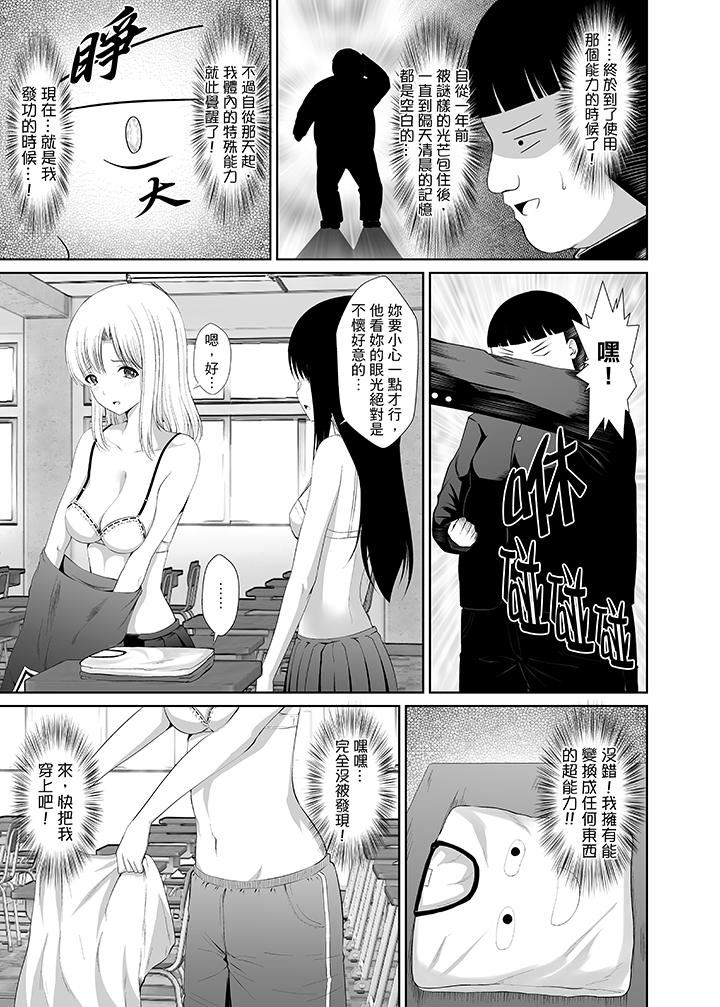 ……終於到了使用
那個能力的時候了！
自從一年前
被謎樣的光芒包住後，
一直到隔天清晨的記憶
都是空白的…
不過自從那天起，
我體內的特殊能力
就此覺醒了！
現在…就是我
發功的時候…！
睜
大
嘿！
咻
碰碰碰
妳要小心一點才行，
他看妳的眼光絕對是
不懷好意的…
嗯，好…
……
沒錯！我擁有能
變換成任何東西
的超能力!!
嘿嘿…
完全沒被發現！
來，快把我
穿上吧！